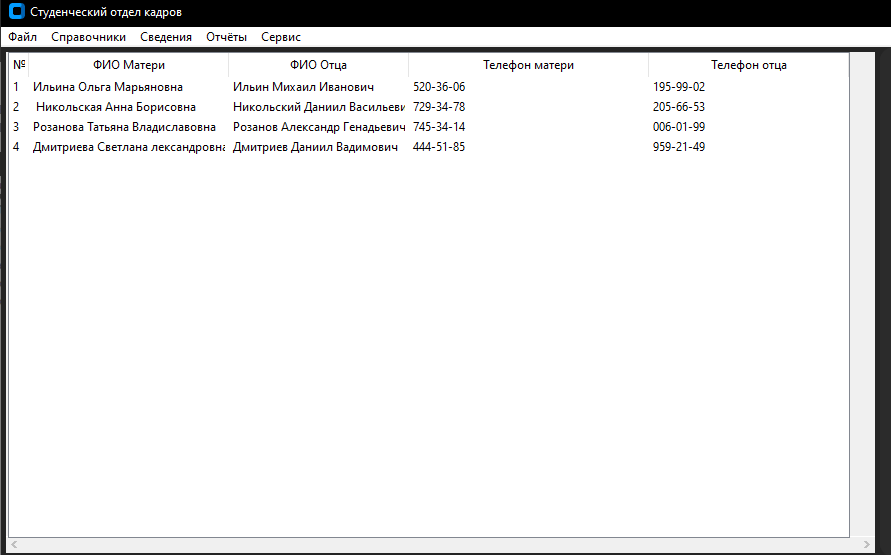 Студенческий отдел кадров
Файл Справочники Сведения Отчёты Сервис
№ ФИО Матери ФИО Отца Телефон матери Телефон отца
1 Ильина Ольга Марьяновна Ильин Михаил Иванович 520-36-06 195-99-02
2 Никольская Анна Борисовна Никольский Даниил Васильеви 729-34-78 205-66-53
3 Розанова Татьяна Владиславовна Розанов Александр Генадьевич 745-34-14 006-01-99
4 Дмитриева Светлана лександровна Дмитриев Даниил Вадимович 444-51-85 959-21-49